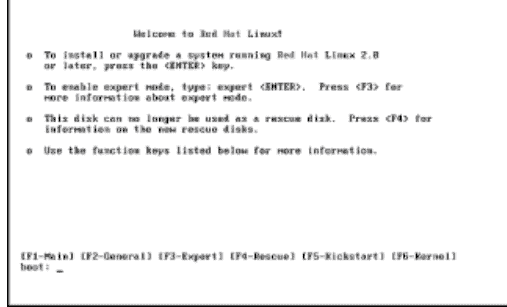 Welcome to Red Hat Linux!
o To install or upgrade a system running Red Hat Linux 2.0
or later, press the <ENTER> key.
o To enable expert mode, type: expert <ENTER>. Press <F3> for
more information about expert mode.
o This disk can no longer be used as a rescue disk. Press <F4> for
information on the new rescue disks.
o Use the function keys listed below for more information.
[F1-Main] [F2-General] [F3-Expert] [F4-Rescue] [F5-Kickstart] [F6-Kernel]
boot: _